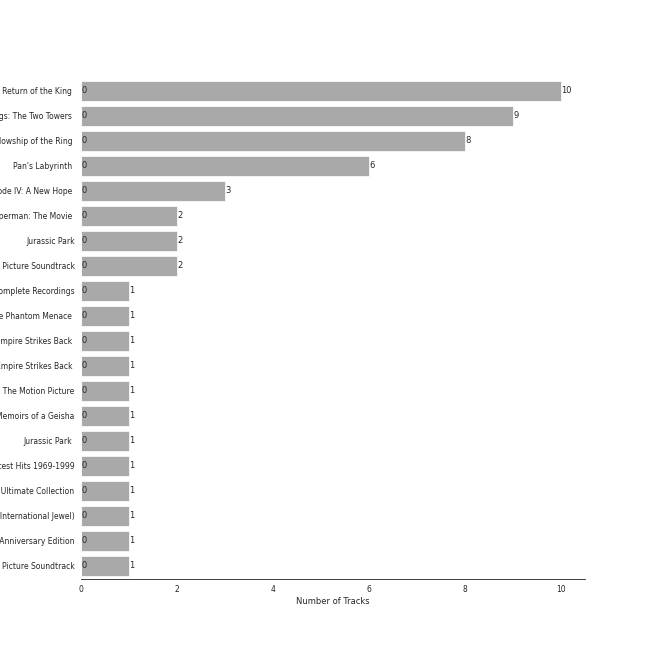 Return of the King 0 10
gs: The Two Towers 0 9
lowship of the Ring 0 8
Pan's Labyrinth 0 6
ode IV: A New Hope 0 3
perman: The Movie 0 2
Jurassic Park 0 2
Picture Soundtrack 0 2
omplete Recordings 0 1
e Phantom Menace 0 1
mpire Strikes Back 0 1
Empire Strikes Back 0 1
The Motion Picture 0 1
Memoirs of a Geisha 0 1
Jurassic Park 0 1
test Hits 1969-1999 0 1
Ultimate Collection 0 1
(International Jewel) 0 1
Anniversary Edition 0 1
Picture Soundtrack 0 1
0 2 4 6 8 10
Number of Tracks